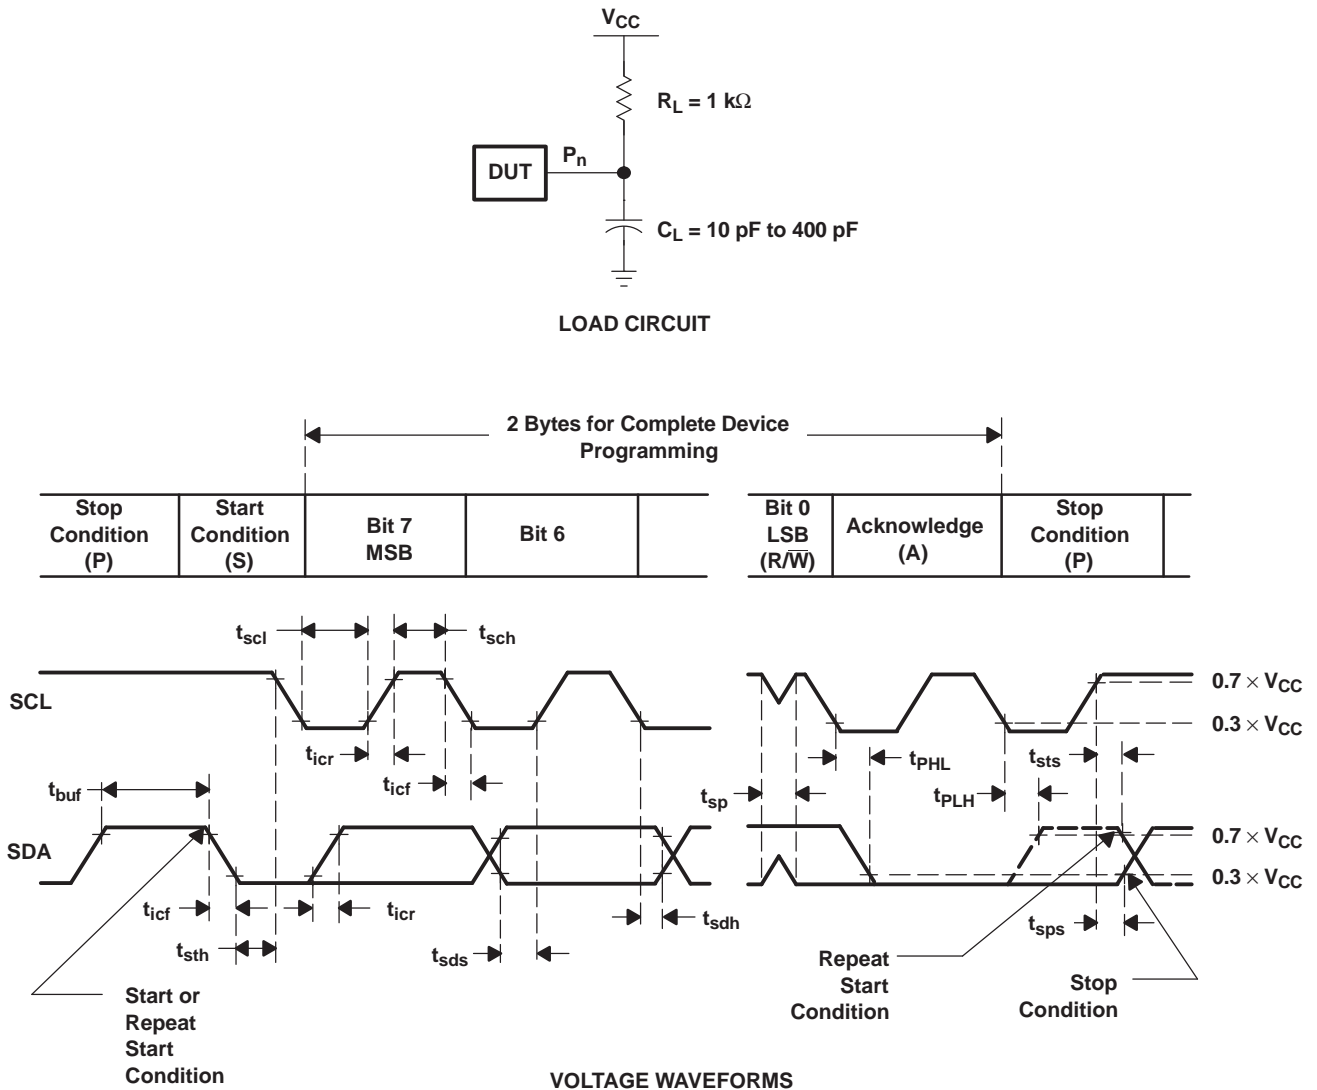 VCC
RL = 1 kΩ
DUT
Pn
CL = 10 pF to 400 pF
LOAD CIRCUIT
2 Bytes for Complete Device
Programming
Stop
Condition
(P)
Start
Condition
(S)
Bit 7
MSB
Bit 6
Bit 0
LSB
(R/W̅)
Acknowledge
(A)
Stop
Condition
(P)
tscl
tsch
SCL
0.7 × VCC
0.3 × VCC
ticr
ticf
tPHL
tsts
tbuf
tsp
tPLH
SDA
0.7 × VCC
0.3 × VCC
ticf
ticr
tsdh
tsth
tsds
tsps
Start or
Repeat
Start
Condition
Repeat
Start
Condition
Stop
Condition
VOLTAGE WAVEFORMS